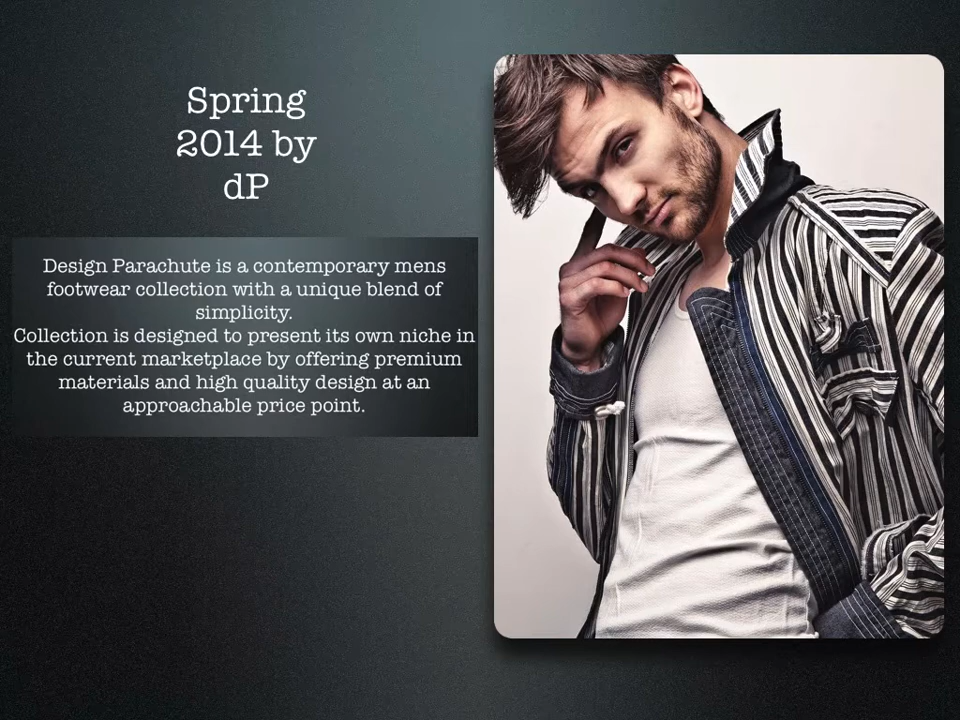 Spring
2014 by
dP
Design Parachute is a contemporary mens
footwear collection with a unique blend of
simplicity.
Collection is designed to present its own niche in
the current marketplace by offering premium
materials and high quality design at an
approachable price point.